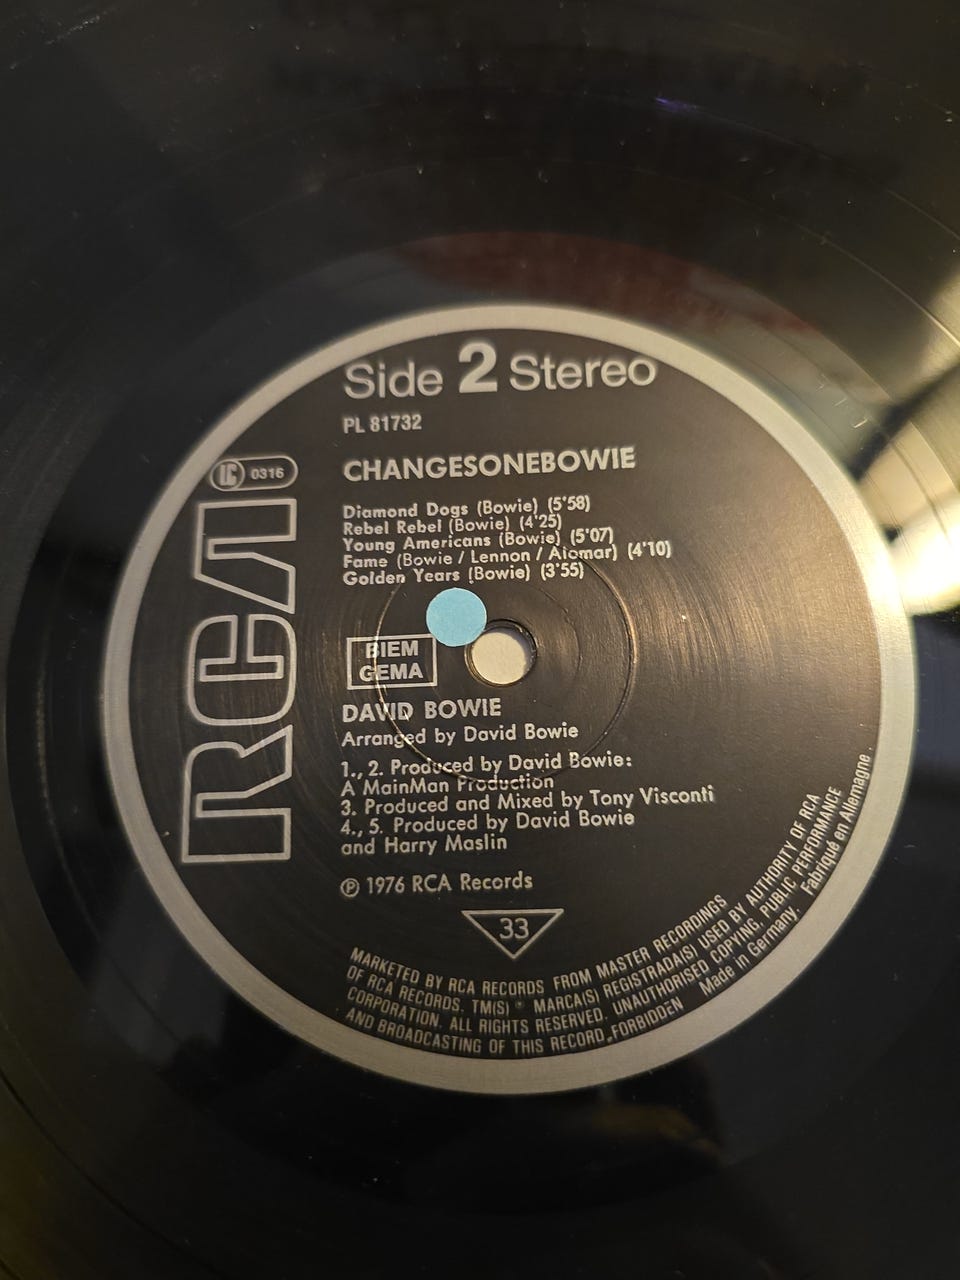 Side 2 Stereo
PL 81732
LC 0316
CHANGESONEBOWIE
Diamond Dogs (Bowie) (5'58)
Rebel Rebel (Bowie) (4'25)
Young Americans (Bowie) (5'07)
Fame (Bowie / Lennon / Alomar) (4'10)
Golden Years (Bowie) (3'55)
RCA
BIEM
GEMA
DAVID BOWIE
Arranged by David Bowie
1., 2. Produced by David Bowie:
A MainMan Production
3. Produced and Mixed by Tony Visconti
4., 5. Produced by David Bowie
and Harry Maslin
℗ 1976 RCA Records
33
MARKETED BY RCA RECORDS FROM MASTER RECORDINGS
OF RCA RECORDS. TM(S) ® MARCA(S) REGISTRADA(S) USED BY AUTHORITY OF RCA
CORPORATION. ALL RIGHTS RESERVED. UNAUTHORISED COPYING, PUBLIC PERFORMANCE
AND BROADCASTING OF THIS RECORD FORBIDDEN Made in Germany. Fabriqué en Allemagne.